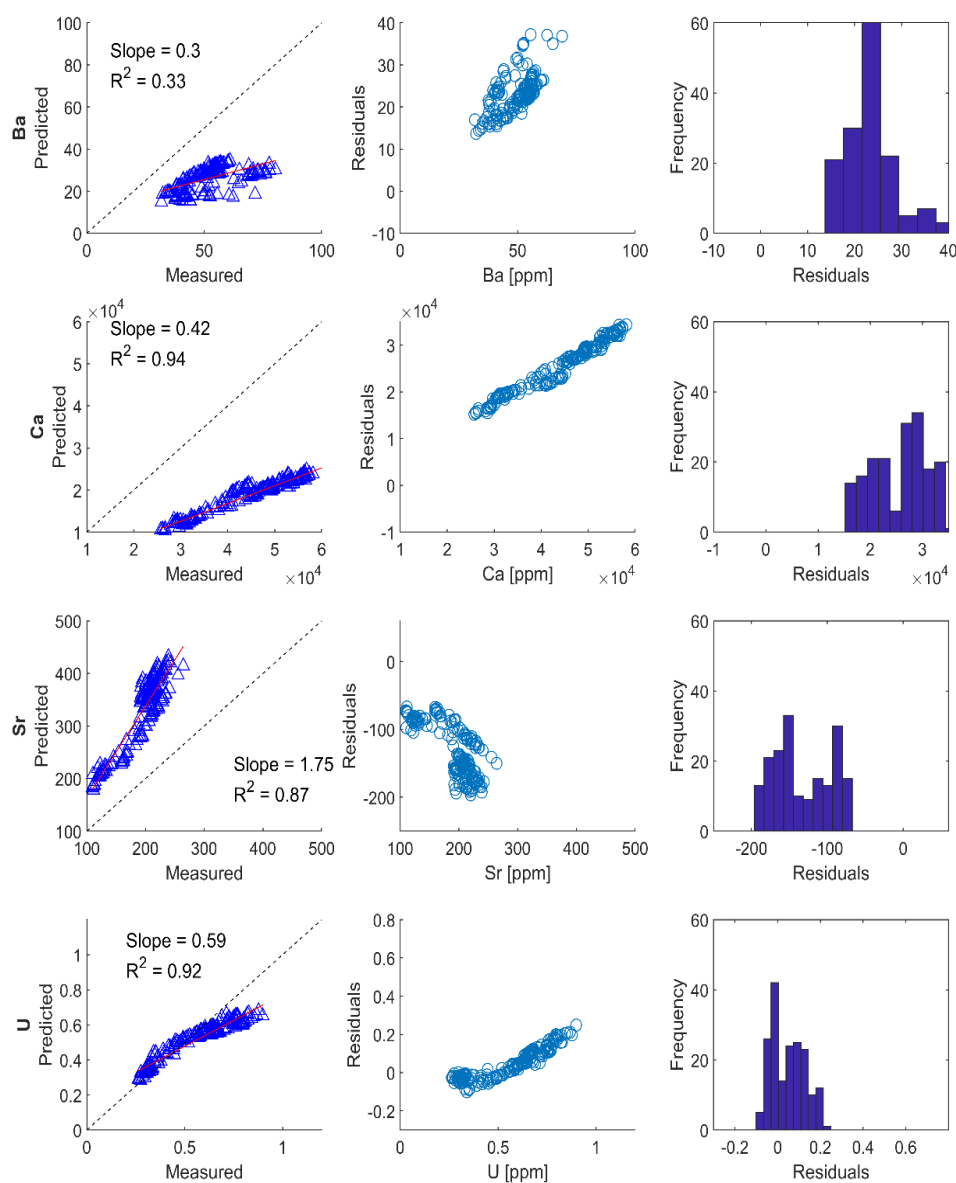 Slope = 0.3
R² = 0.33
Ba
Predicted
100
80
60
40
20
0
0 50 100
Measured
Residuals
40
30
20
10
0
-10
0 50 100
Ba [ppm]
Frequency
60
40
20
0
-10 0 10 20 30 40
Residuals
×10⁴
Slope = 0.42
R² = 0.94
Ca
Predicted
6
5
4
3
2
1
1 2 3 4 5 6
Measured
×10⁴
×10⁴
Residuals
3
2
1
0
-1
1 2 3 4 5 6
Ca [ppm]
×10⁴
Frequency
60
40
20
0
-1 0 1 2 3
Residuals
×10⁴
Sr
Predicted
500
400
300
200
100
Slope = 1.75
R² = 0.87
100 200 300 400 500
Measured
Residuals
0
-100
-200
100 200 300 400 500
Sr [ppm]
Frequency
60
40
20
0
-200 -100 0
Residuals
Slope = 0.59
R² = 0.92
U
Predicted
1
0.8
0.6
0.4
0.2
0
0 0.5 1
Measured
Residuals
0.8
0.6
0.4
0.2
0
-0.2
0 0.5 1
U [ppm]
Frequency
60
40
20
0
-0.2 0 0.2 0.4 0.6
Residuals